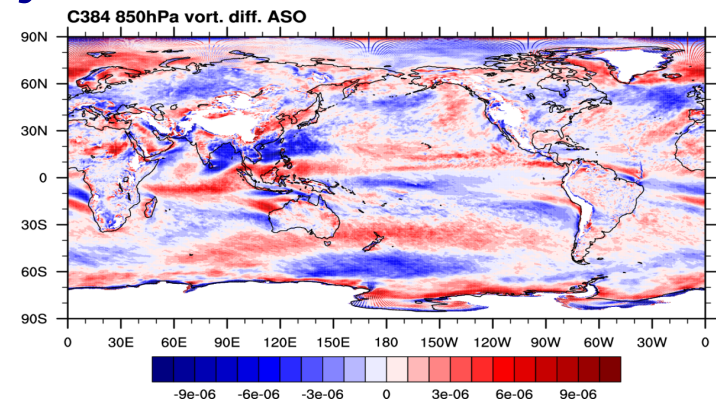 C384 850hPa vort. diff. ASO
90N
60N
30N
0
30S
60S
90S
0 30E 60E 90E 120E 150E 180 150W 120W 90W 60W 30W 0
-9e-06 -6e-06 -3e-06 0 3e-06 6e-06 9e-06